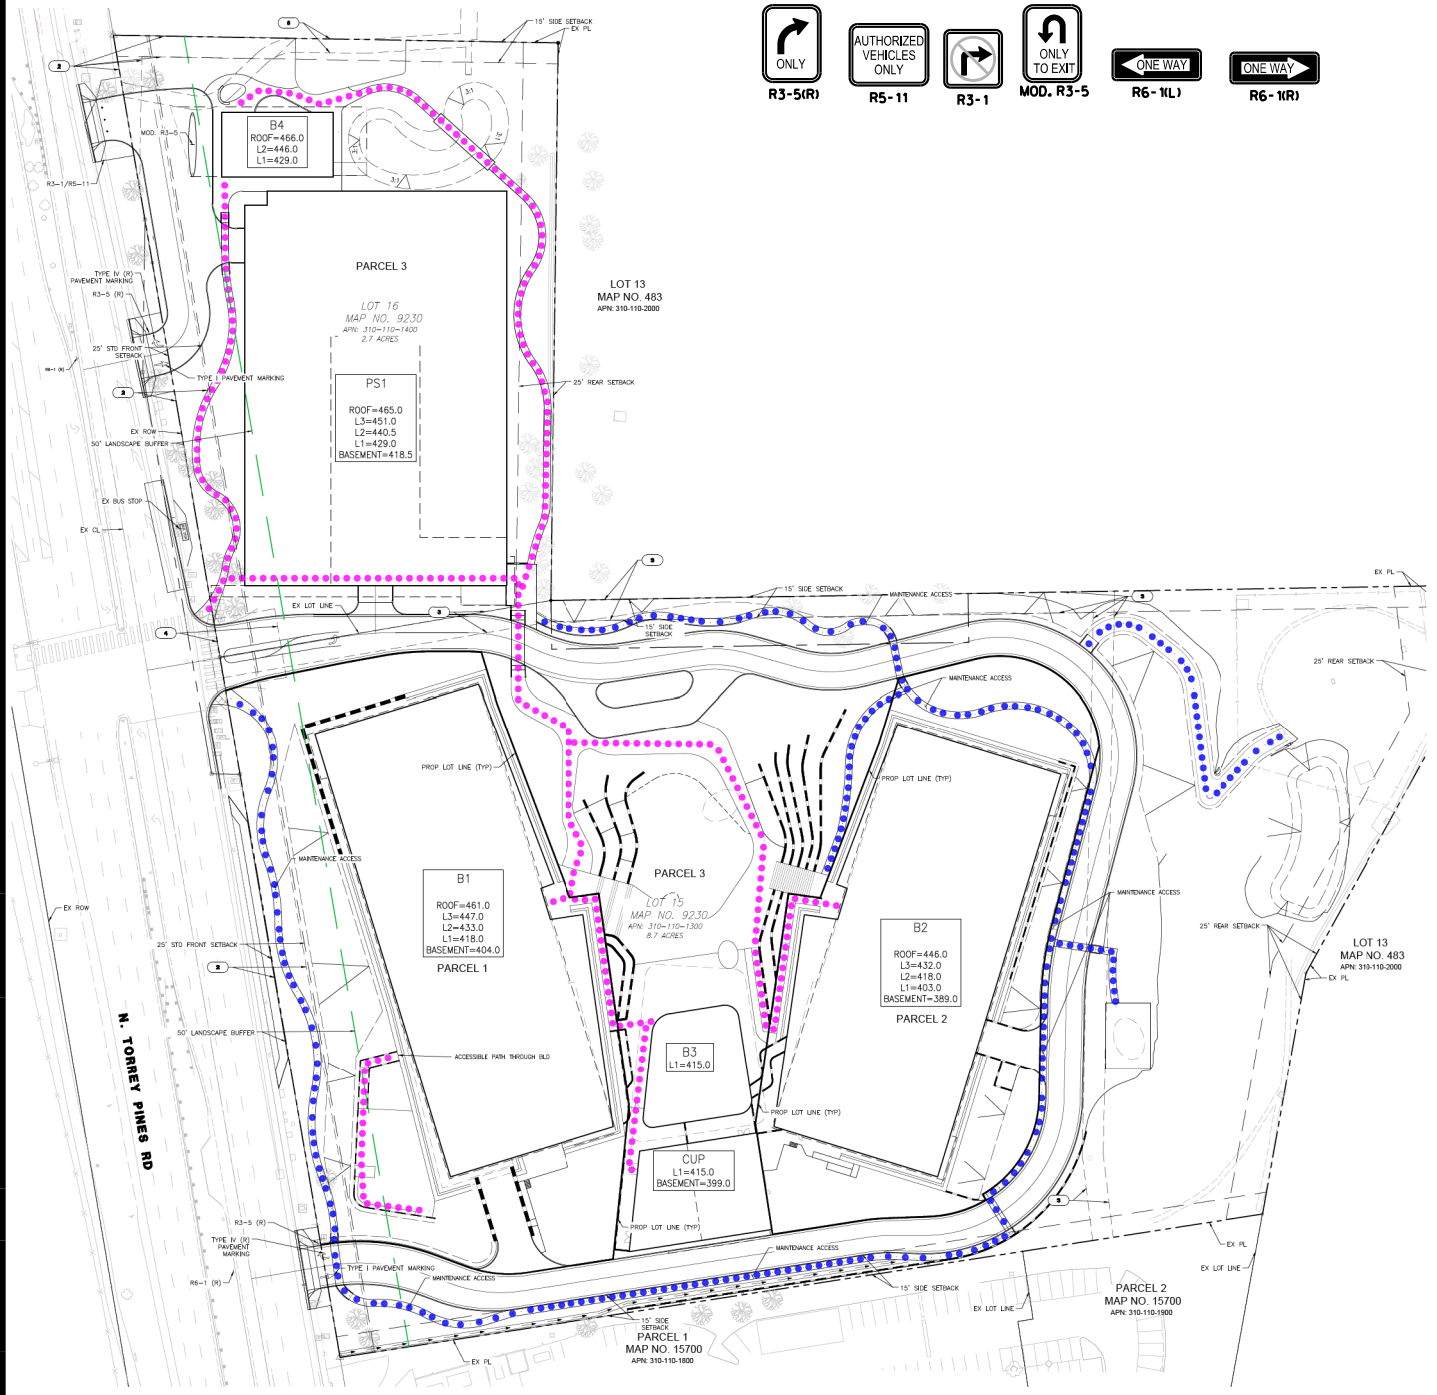 ONLY
R3-5(R)
AUTHORIZED
VEHICLES
ONLY
R5-11
R3-1
ONLY
TO EXIT
MOD. R3-5
ONE WAY
R6-1(L)
ONE WAY
R6-1(R)
15' SIDE SETBACK
EX PL
MOD. R3-5
R3-1/R5-11
B4
ROOF=466.0
L2=446.0
L1=429.0
3:1
3:1
3:1
3:1
TYPE IV (R)
PAVEMENT MARKING
R3-5 (R)
25' STD FRONT
SETBACK
R6-1 (R)
TYPE I PAVEMENT MARKING
EX ROW
50' LANDSCAPE BUFFER
EX BUS STOP
EX CL
PARCEL 3
LOT 16
MAP NO. 9230
APN: 310-110-1400
2.7 ACRES
PS1
ROOF=465.0
L3=451.0
L2=440.5
L1=429.0
BASEMENT=418.5
LOT 13
MAP NO. 483
APN: 310-110-2000
25' REAR SETBACK
EX LOT LINE
3
4
15' SIDE
SETBACK
15' SIDE SETBACK
MAINTENANCE ACCESS
EX PL
25' REAR SETBACK
MAINTENANCE ACCESS
PROP LOT LINE (TYP)
PROP LOT LINE (TYP)
MAINTENANCE ACCESS
MAINTENANCE ACCESS
EX ROW
25' STD FRONT SETBACK
50' LANDSCAPE BUFFER
B1
ROOF=461.0
L3=447.0
L2=433.0
L1=418.0
BASEMENT=404.0
PARCEL 1
PARCEL 3
LOT 15
MAP NO. 9230
APN: 310-110-1300
8.7 ACRES
B2
ROOF=446.0
L3=432.0
L2=418.0
L1=403.0
BASEMENT=389.0
PARCEL 2
25' REAR SETBACK
LOT 13
MAP NO. 483
APN: 310-110-2000
EX PL
N. TORREY PINES RD
ACCESSIBLE PATH THROUGH BLD
B3
L1=415.0
PROP LOT LINE (TYP)
CUP
L1=415.0
BASEMENT=399.0
PROP LOT LINE (TYP)
R3-5 (R)
TYPE IV (R)
PAVEMENT
MARKING
R6-1 (R)
TYPE I PAVEMENT MARKING
MAINTENANCE ACCESS
MAINTENANCE ACCESS
15' SIDE SETBACK
EX PL
EX LOT LINE
EX LOT LINE
PARCEL 2
MAP NO. 15700
APN: 310-110-1900
15' SIDE
SETBACK
PARCEL 1
MAP NO. 15700
APN: 310-110-1800
EX PL